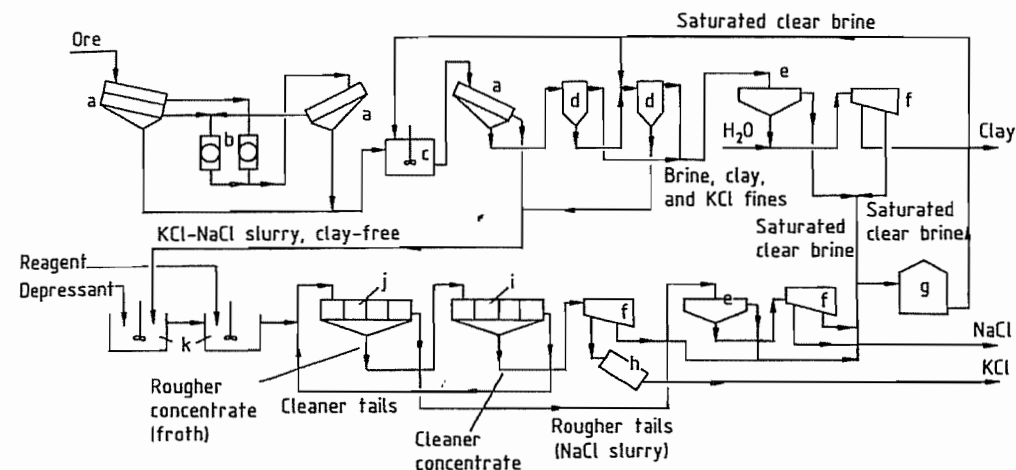 Saturated clear brine
Ore
a
a
b
c
a
d
d
e
f
H₂O
Clay
Brine, clay,
and KCl fines
KCl–NaCl slurry, clay-free
Saturated
clear brine
Saturated
clear brine
Reagent
Depressant
k
j
i
f
h
e
f
g
NaCl
KCl
Rougher
concentrate
(froth)
Cleaner tails
Cleaner
concentrate
Rougher tails
(NaCl slurry)